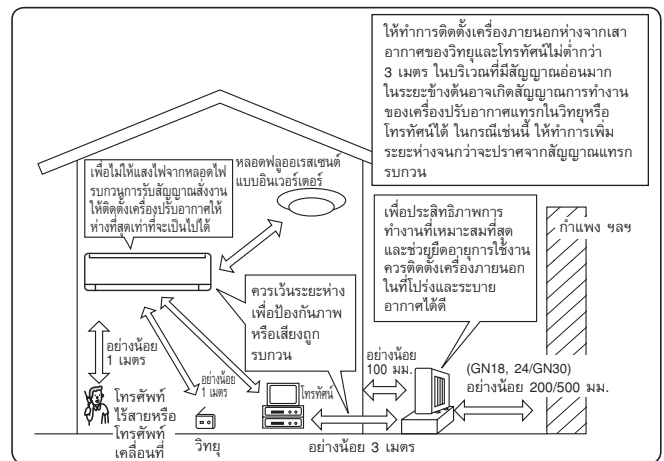 ให้ทำการติดตั้งเครื่องภายนอกห่างจากเสา
อากาศของวิทยุและโทรทัศน์ไม่ต่ำกว่า
3 เมตร ในบริเวณที่มีสัญญาณอ่อนมาก
ในระยะข้างต้นอาจเกิดสัญญาณการทำงาน
ของเครื่องปรับอากาศแทรกในวิทยุหรือ
โทรทัศน์ได้ ในกรณีเช่นนี้ ให้ทำการเพิ่ม
ระยะห่างจนกว่าจะปราศจากสัญญาณแทรก
รบกวน
เพื่อไม่ให้แสงไฟจากหลอดไฟ
รบกวนการรับสัญญาณสั่งงาน
ให้ติดตั้งเครื่องปรับอากาศให้
ห่างที่สุดเท่าที่จะเป็นไปได้
หลอดฟลูออเรสเซนต์
แบบอินเวอร์เตอร์
เพื่อประสิทธิภาพการ
ทำงานที่เหมาะสมที่สุด
และช่วยยืดอายุการใช้งาน
ควรติดตั้งเครื่องภายนอก
ในที่โปร่งและระบาย
อากาศได้ดี
กำแพง ฯลฯ
ควรเว้นระยะห่าง
เพื่อป้องกันภาพ
หรือเสียงถูก
รบกวน
อย่างน้อย
1 เมตร
อย่างน้อย
1 เมตร
อย่างน้อย
100 มม.
(GN18, 24/GN30)
อย่างน้อย 200/500 มม.
โทรศัพท์
ไร้สายหรือ
โทรศัพท์
เคลื่อนที่
วิทยุ
โทรทัศน์
อย่างน้อย 3 เมตร